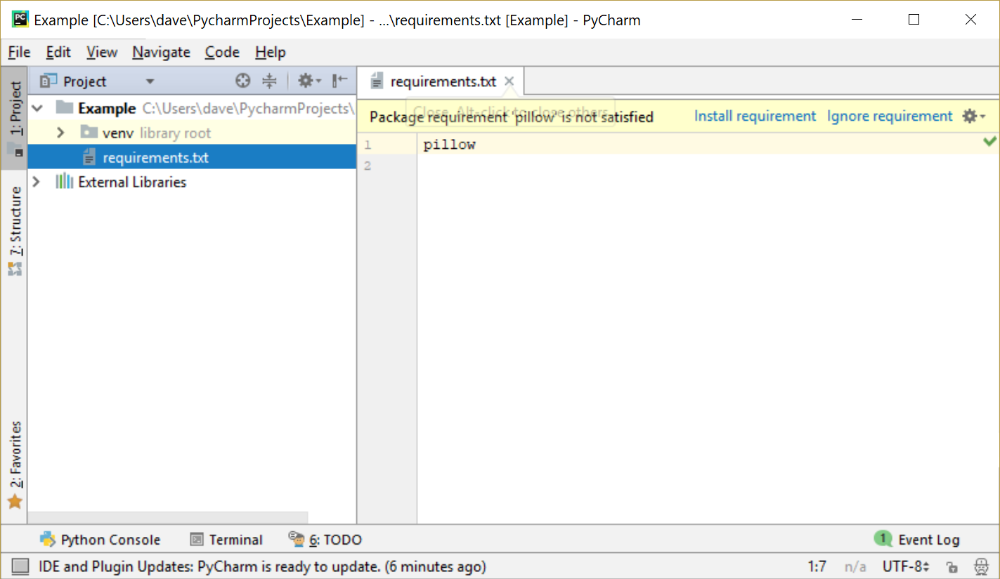 PC
Example [C:\Users\dave\PycharmProjects\Example] - ...\requirements.txt [Example] - PyCharm
File Edit View Navigate Code Help
1: Project
7: Structure
2: Favorites
Project
Example C:\Users\dave\PycharmProjects\
venv library root
requirements.txt
External Libraries
requirements.txt
Close. Alt-click to close others
Package requirement 'pillow' is not satisfied Install requirement Ignore requirement
1 pillow
2
Python Console Terminal 6: TODO 1 Event Log
IDE and Plugin Updates: PyCharm is ready to update. (6 minutes ago) 1:7 n/a UTF-8